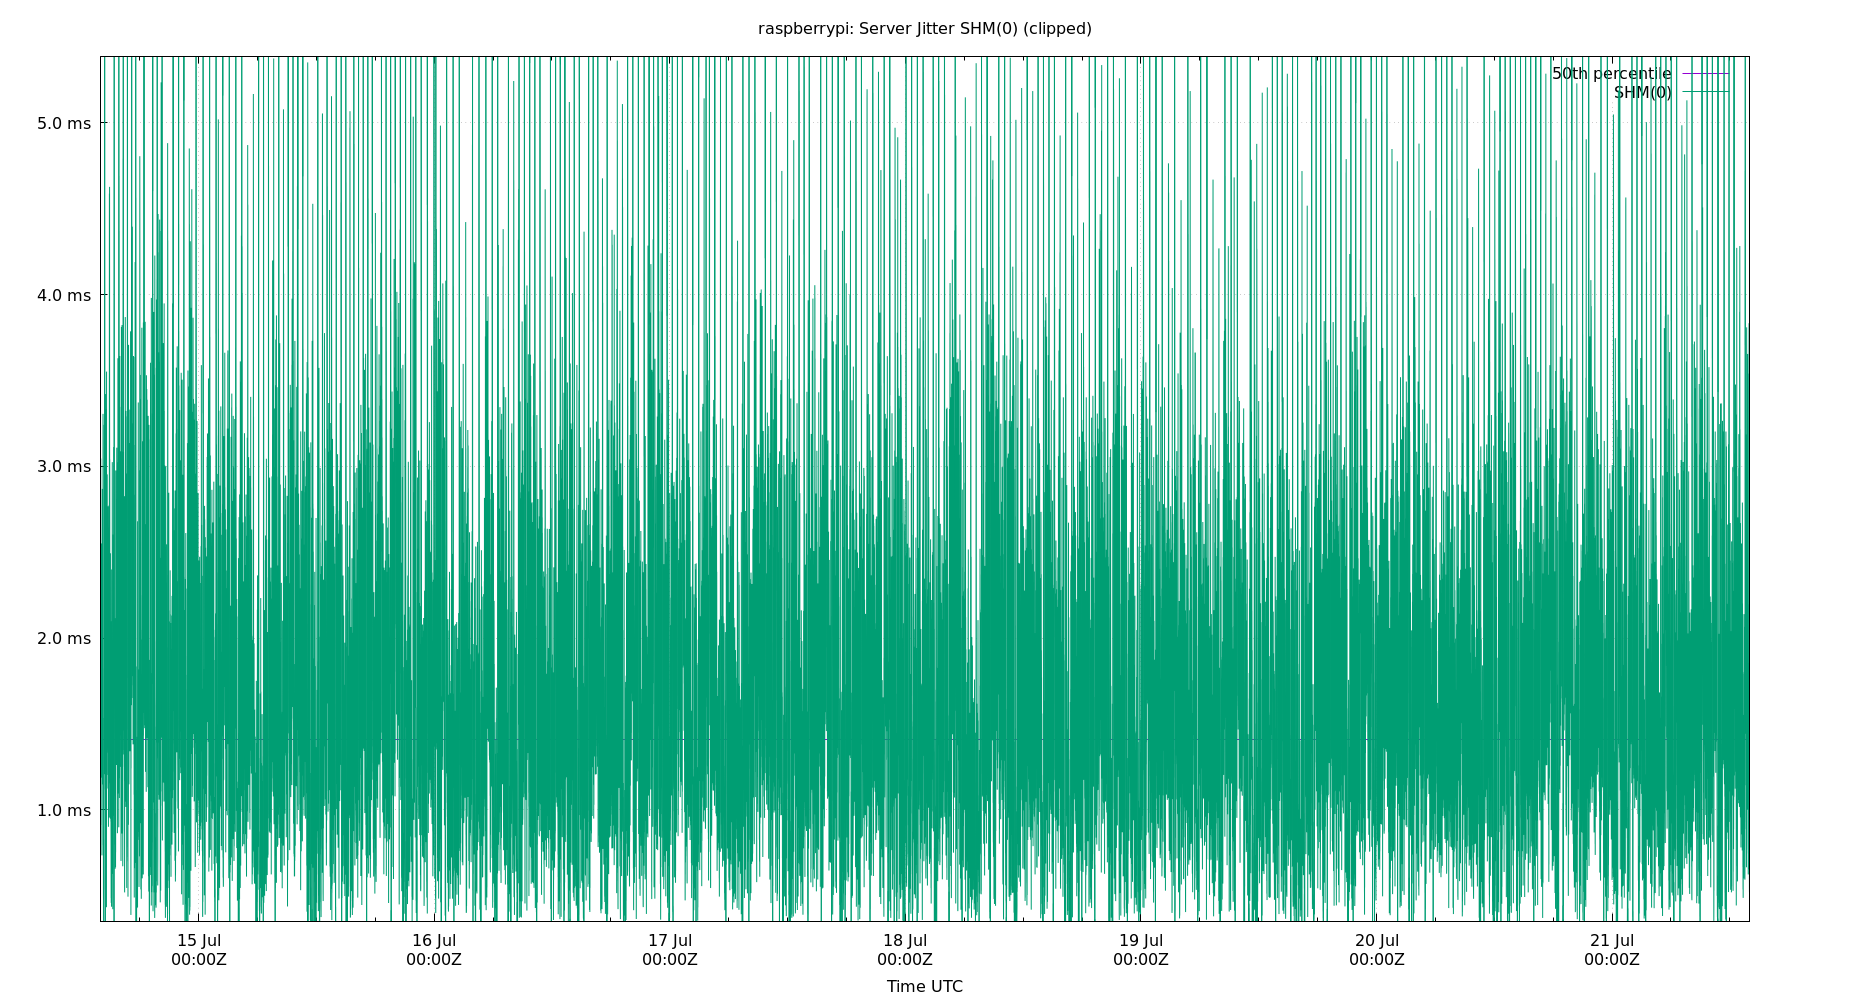 raspberrypi: Server Jitter SHM(0) (clipped)
50th percentile
SHM(0)
5.0 ms
4.0 ms
3.0 ms
2.0 ms
1.0 ms
15 Jul 16 Jul 17 Jul 18 Jul 19 Jul 20 Jul 21 Jul
00:00Z 00:00Z 00:00Z 00:00Z 00:00Z 00:00Z 00:00Z
Time UTC